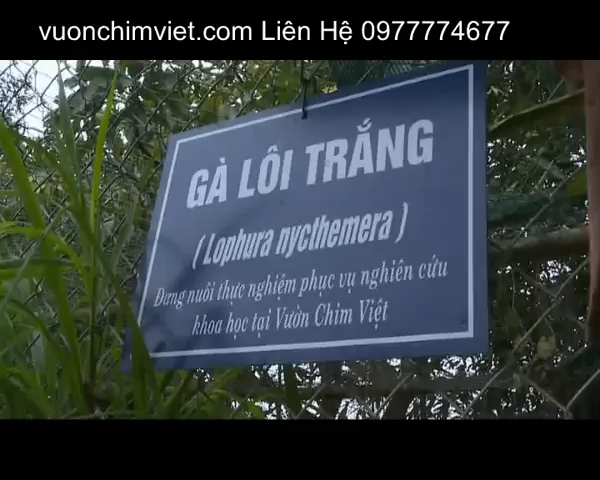 vuonchimviet.com Liên Hệ 0977774677
GÀ LÔI TRẮNG
( Lophura nycthemera )
Đang nuôi thực nghiệm phục vụ nghiên cứu
khoa học tại Vườn Chim Việt